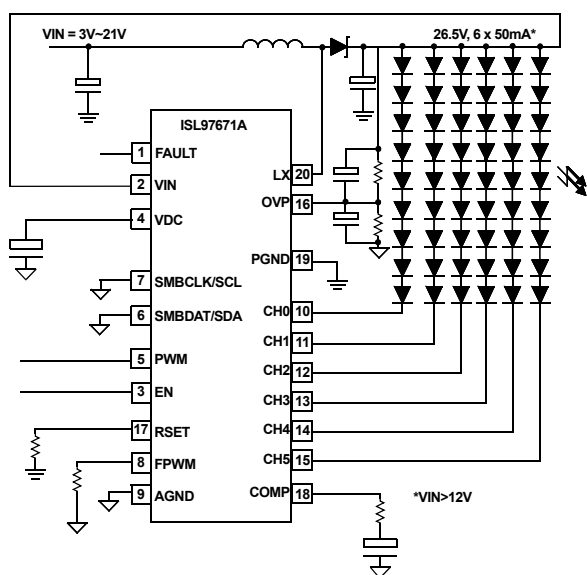 VIN = 3V~21V
26.5V, 6 x 50mA*
ISL97671A
1 FAULT
2 VIN
4 VDC
7 SMBCLK/SCL
6 SMBDAT/SDA
5 PWM
3 EN
17 RSET
8 FPWM
9 AGND
LX 20
OVP 16
PGND 19
CH0 10
CH1 11
CH2 12
CH3 13
CH4 14
CH5 15
COMP 18
*VIN>12V